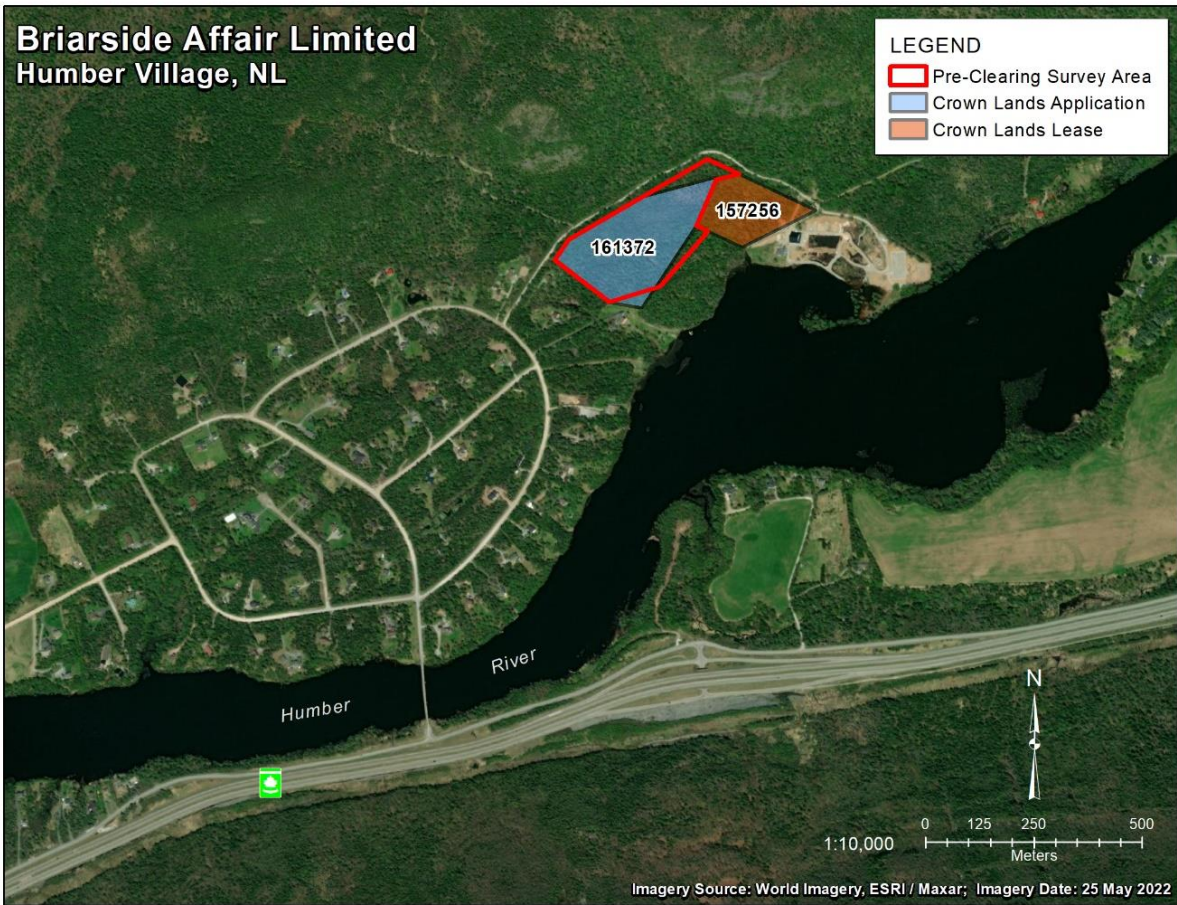 Briarside Affair Limited
Humber Village, NL
LEGEND
Pre-Clearing Survey Area
Crown Lands Application
Crown Lands Lease
157256
161372
River
Humber
N
1:10,000
0 125 250 500
Meters
Imagery Source: World Imagery, ESRI / Maxar; Imagery Date: 25 May 2022